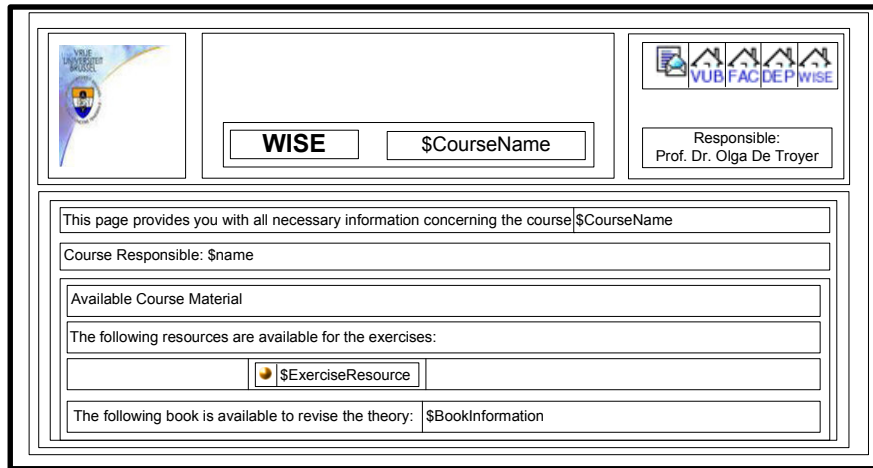 VRIJE
UNIVERSITEIT
BRUSSEL
VUB FAC DEP WISE
WISE $CourseName
Responsible:
Prof. Dr. Olga De Troyer
This page provides you with all necessary information concerning the course $CourseName
Course Responsible: $name
Available Course Material
The following resources are available for the exercises:
$ExerciseResource
The following book is available to revise the theory: $BookInformation